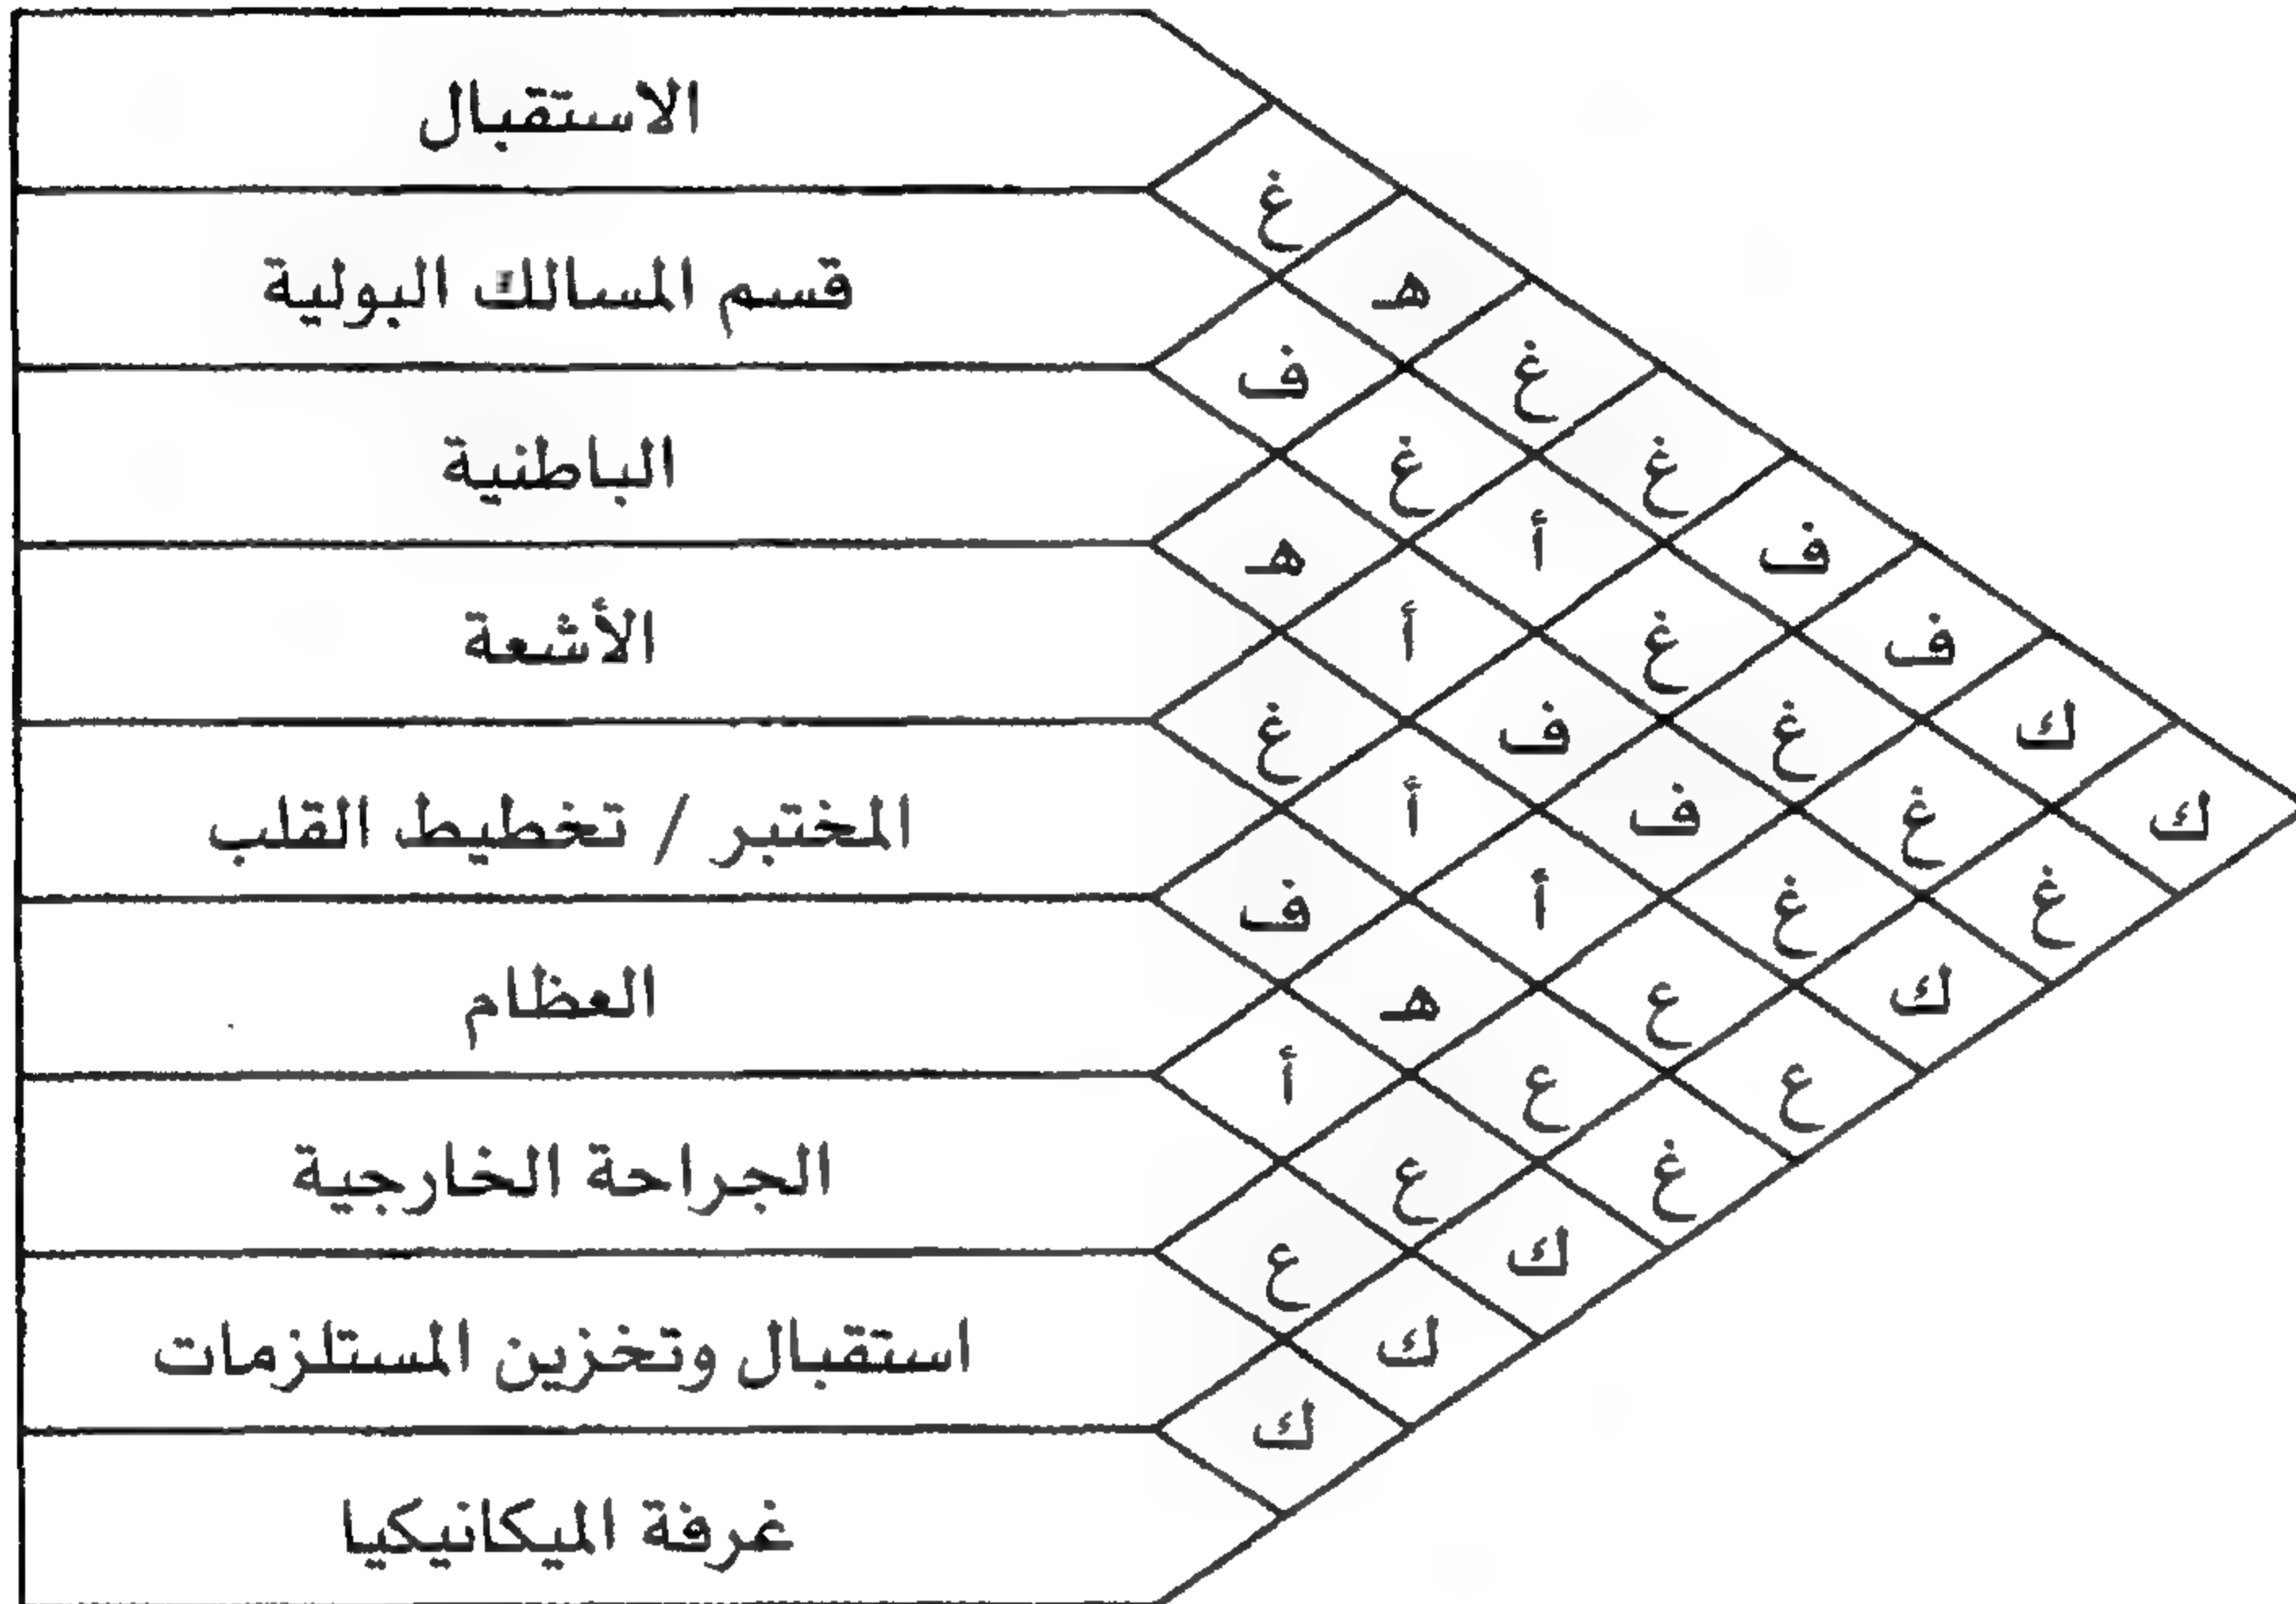 الاستقبال
غ
قسم المسالك البولية
هـ
ف
غ
الباطنية
غ
غ
أ
ف
هـ
الأشعة
أ
غ
ف
غ
ف
غ
ك
المختبر / تخطيط القلب
أ
ف
غ
ك
ف
أ
غ
غ
العظام
هـ
ع
ك
أ
ع
ع
الجراحة الخارجية
ع
غ
ع
ك
استقبال وتخزين المستلزمات
ك
ك
غرفة الميكانيكيا